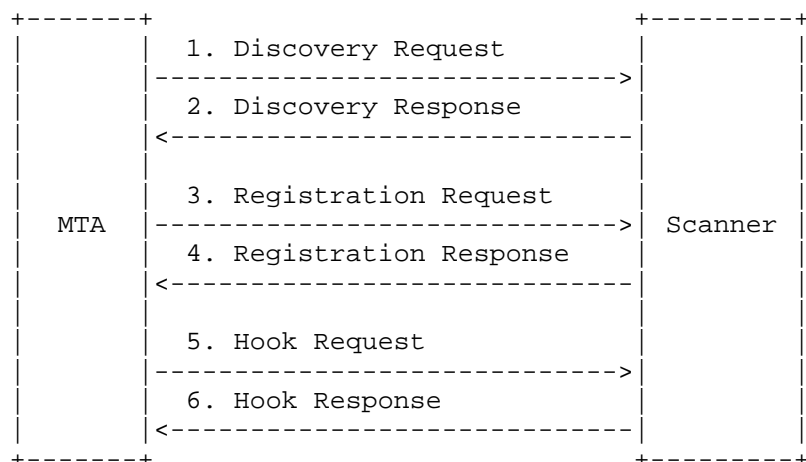 1. Discovery Request
2. Discovery Response
3. Registration Request
MTA
Scanner
4. Registration Response
5. Hook Request
6. Hook Response